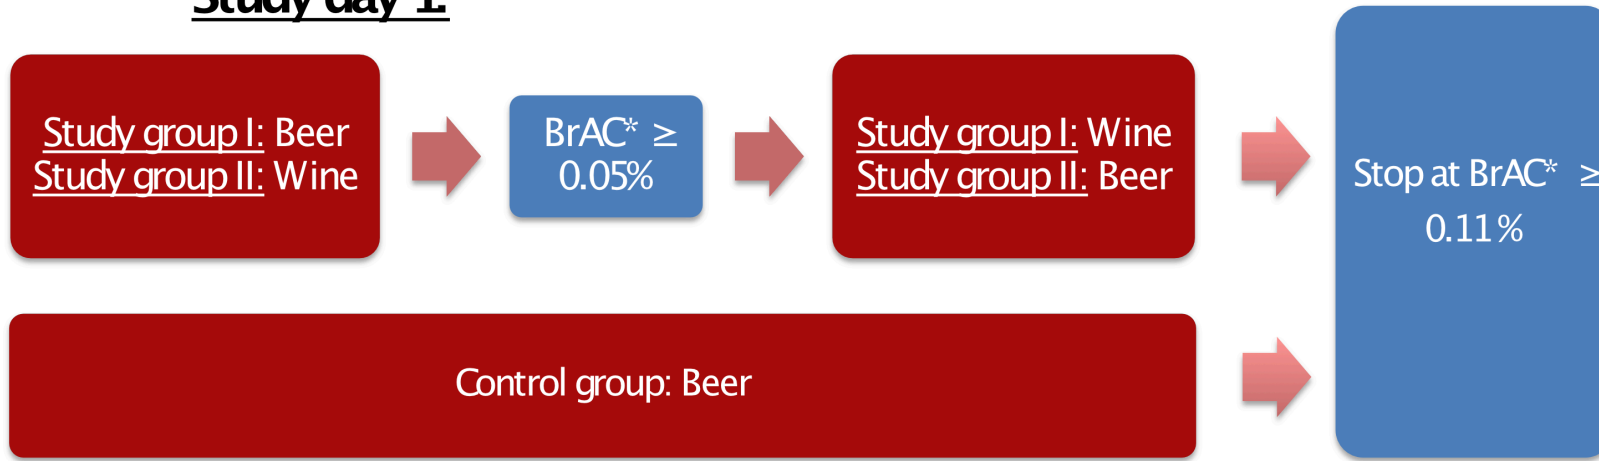 Study day 1:
Study group I: Beer
Study group II: Wine
BrAC* ≥
0.05%
Study group I: Wine
Study group II: Beer
Stop at BrAC* ≥
0.11%
Control group: Beer